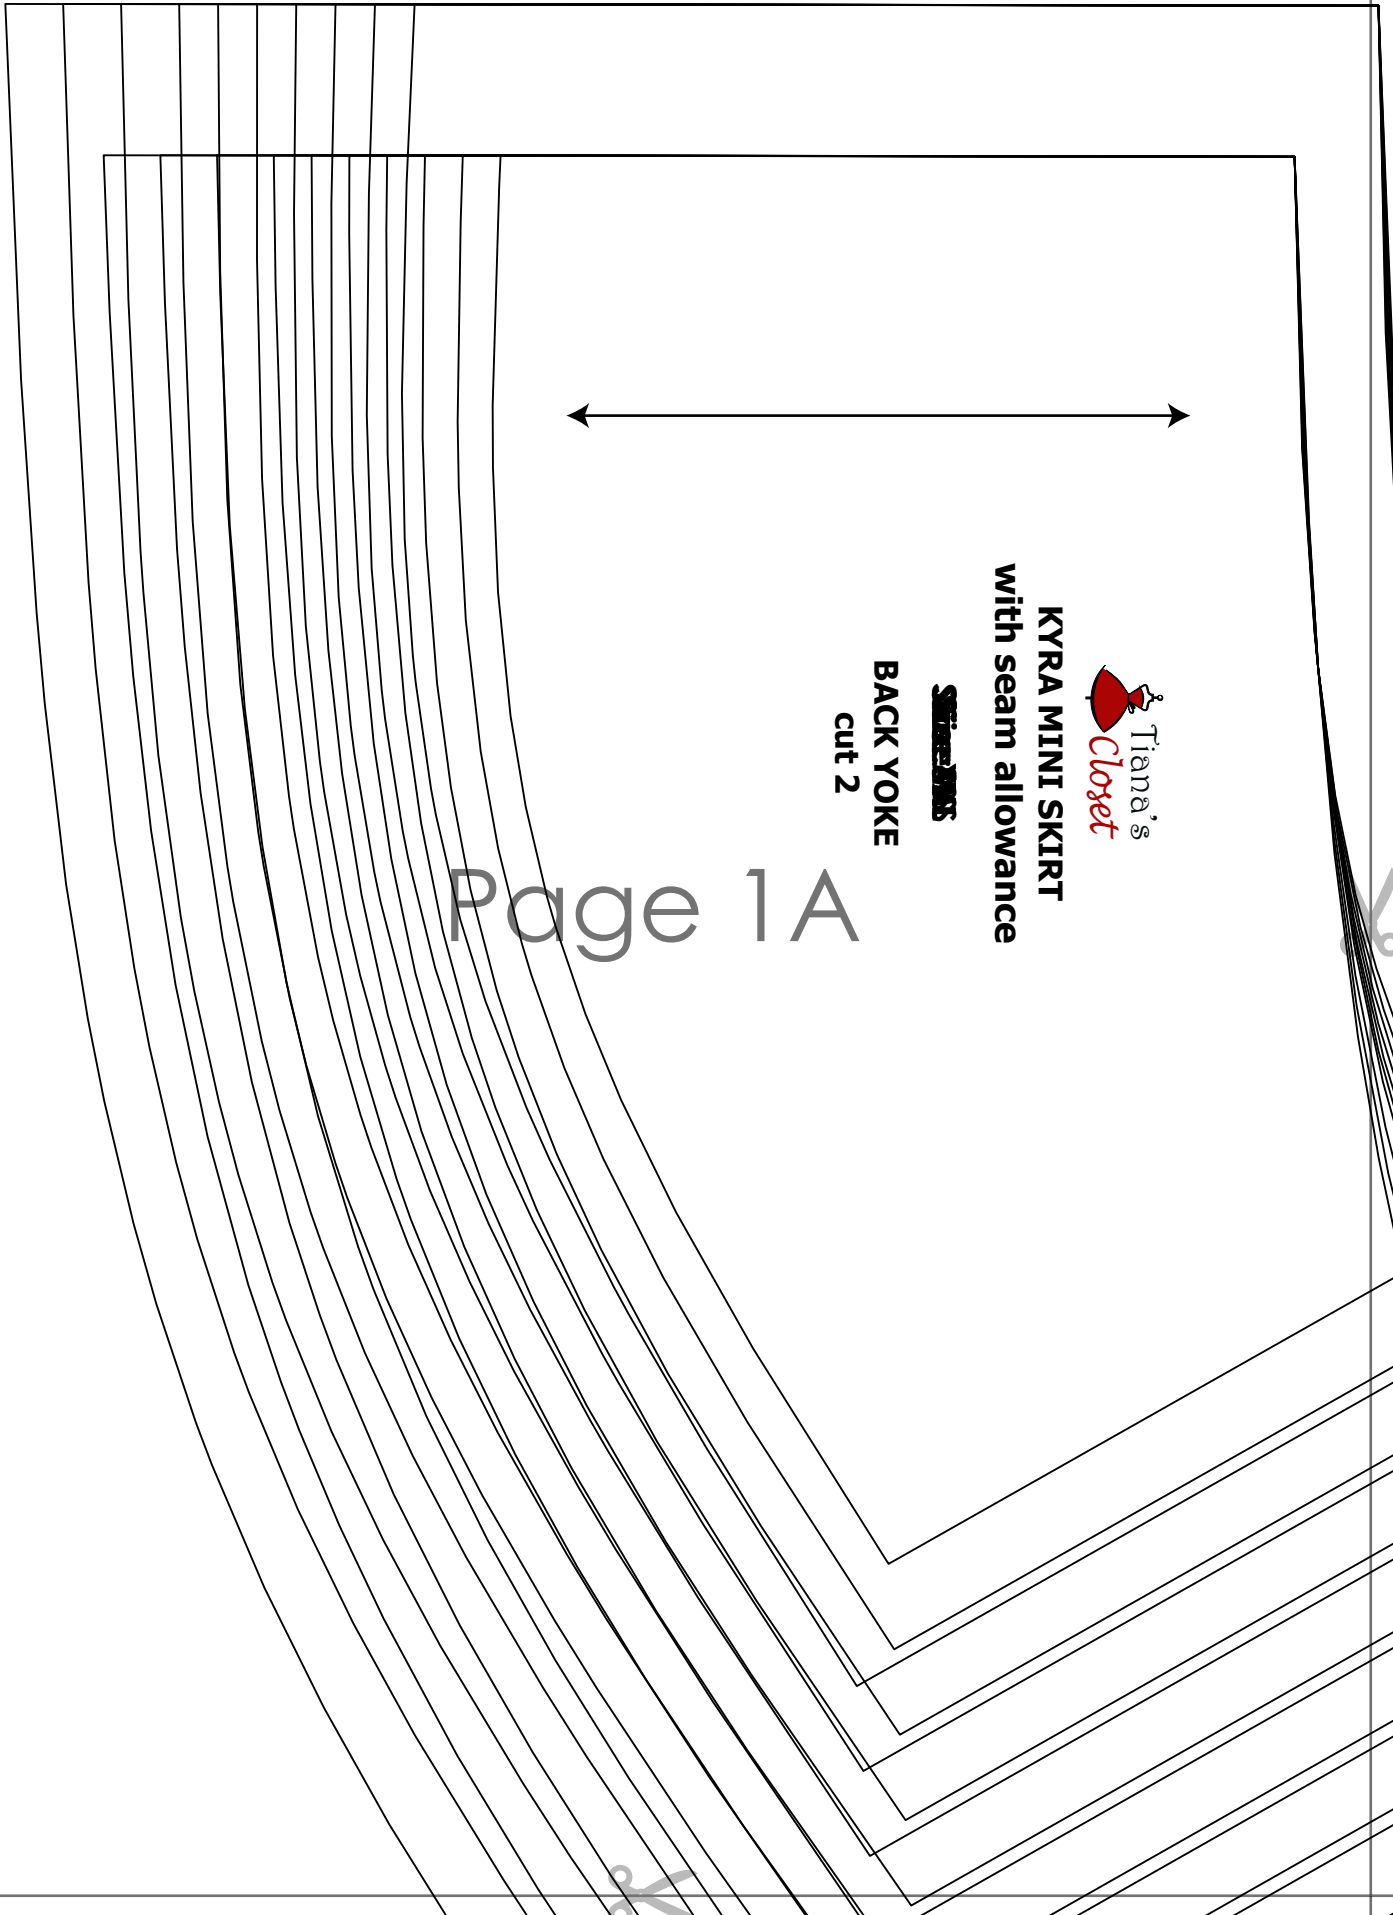 Tiana's
Closet
KYRA MINI SKIRT
with seam allowance
BACK YOKE
cut 2
Page 1A